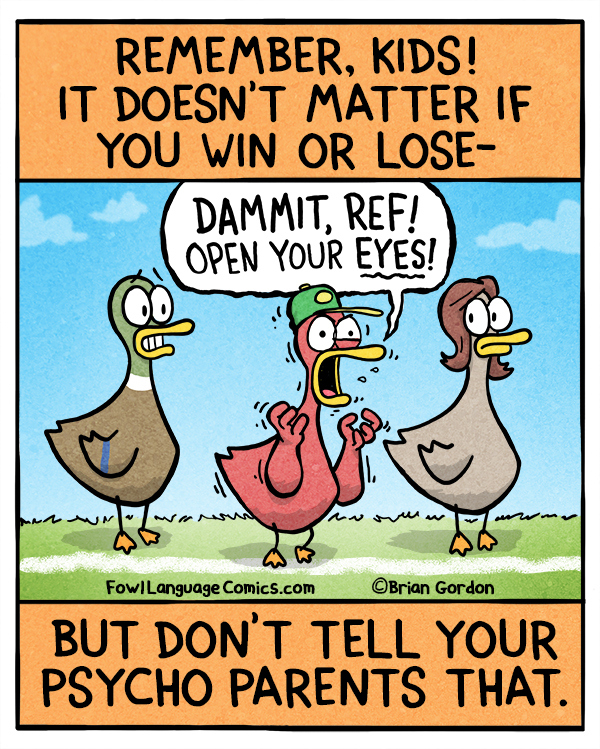 REMEMBER, KIDS!
IT DOESN'T MATTER IF
YOU WIN OR LOSE-
DAMMIT, REF!
OPEN YOUR EYES!
FowlLanguageComics.com
©Brian Gordon
BUT DON'T TELL YOUR
PSYCHO PARENTS THAT.